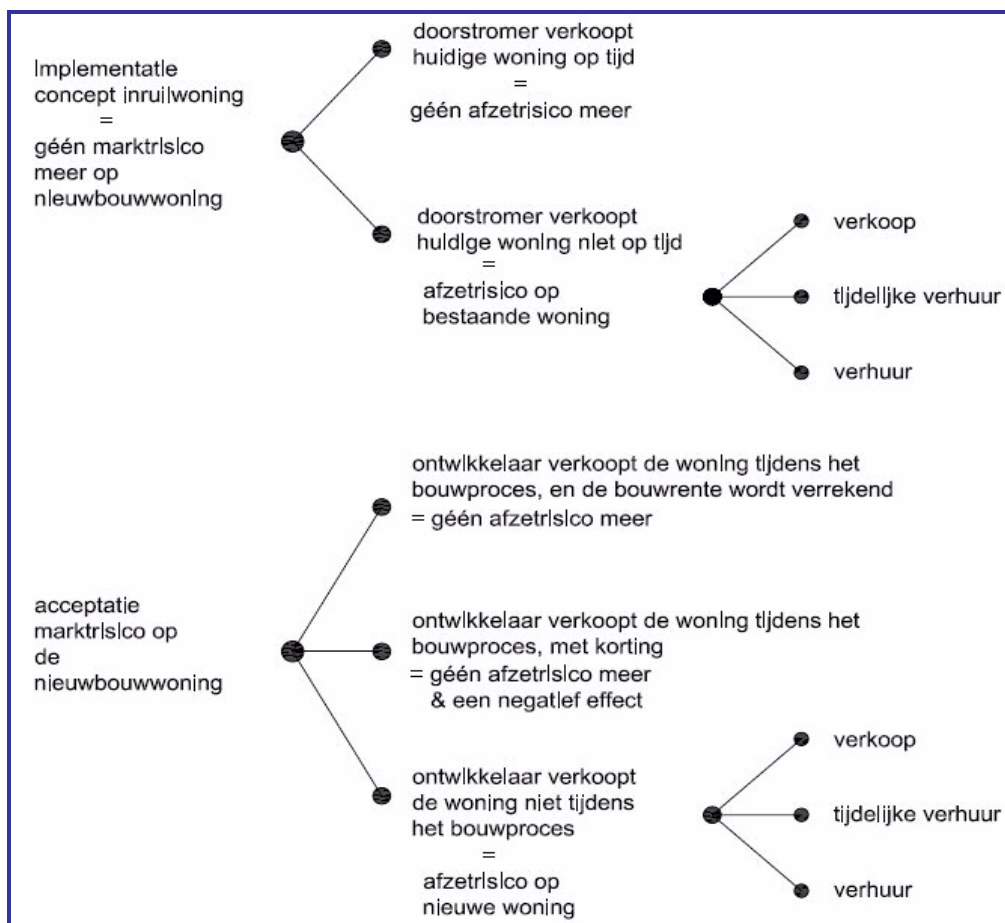 Implementatie
concept inruilwoning
=
géén marktrisico
meer op
nieuwbouwwoning
doorstromer verkoopt
huidige woning op tijd
=
géén afzetrisico meer
doorstromer verkoopt
huidige woning niet op tijd
=
afzetrisico op
bestaande woning
verkoop
tijdelijke verhuur
verhuur
acceptatie
marktrisico op
de
nieuwbouwwoning
ontwikkelaar verkoopt de woning tijdens het
bouwproces, en de bouwrente wordt verrekend
= géén afzetrisico meer
ontwikkelaar verkoopt de woning tijdens het
bouwproces, met korting
= géén afzetrisico meer
& een negatief effect
ontwikkelaar verkoopt
de woning niet tijdens
het bouwproces
=
afzetrisico op
nieuwe woning
verkoop
tijdelijke verhuur
verhuur